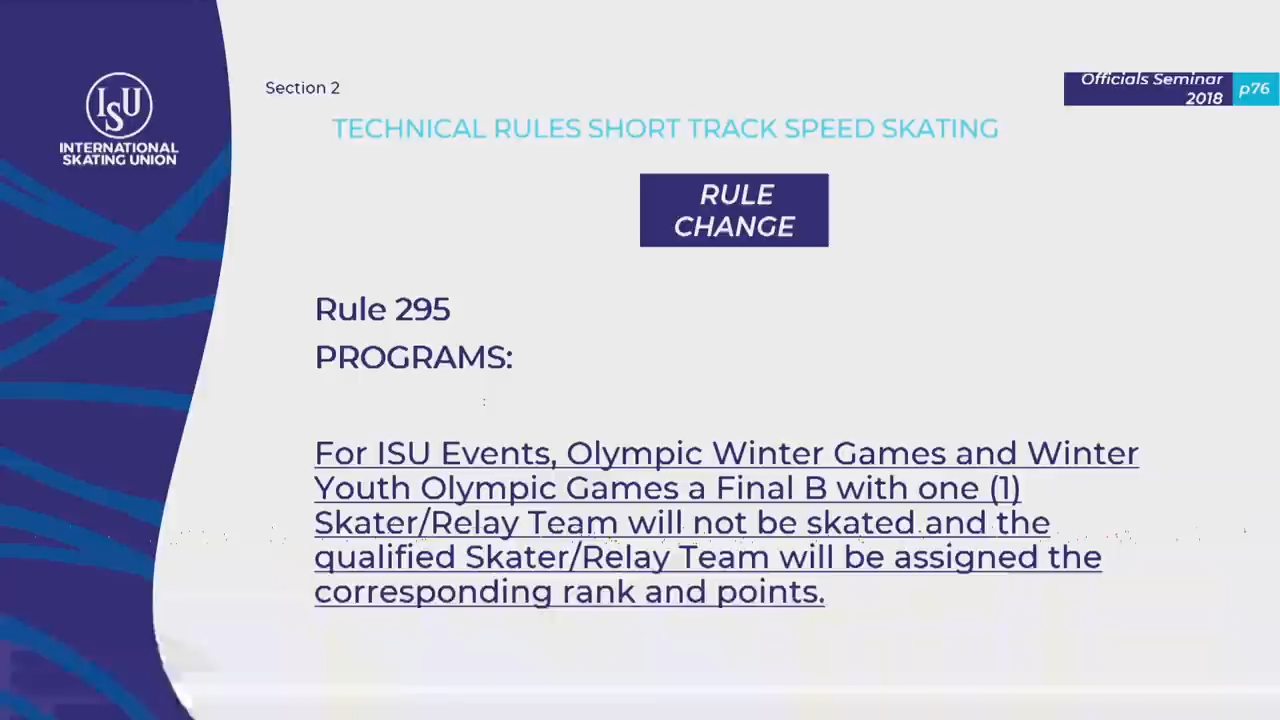 ISU
INTERNATIONAL
SKATING UNION
Section 2
Officials Seminar
2018
p76
TECHNICAL RULES SHORT TRACK SPEED SKATING
RULE
CHANGE
Rule 295
PROGRAMS:
For ISU Events, Olympic Winter Games and Winter
Youth Olympic Games a Final B with one (1)
Skater/Relay Team will not be skated and the
qualified Skater/Relay Team will be assigned the
corresponding rank and points.